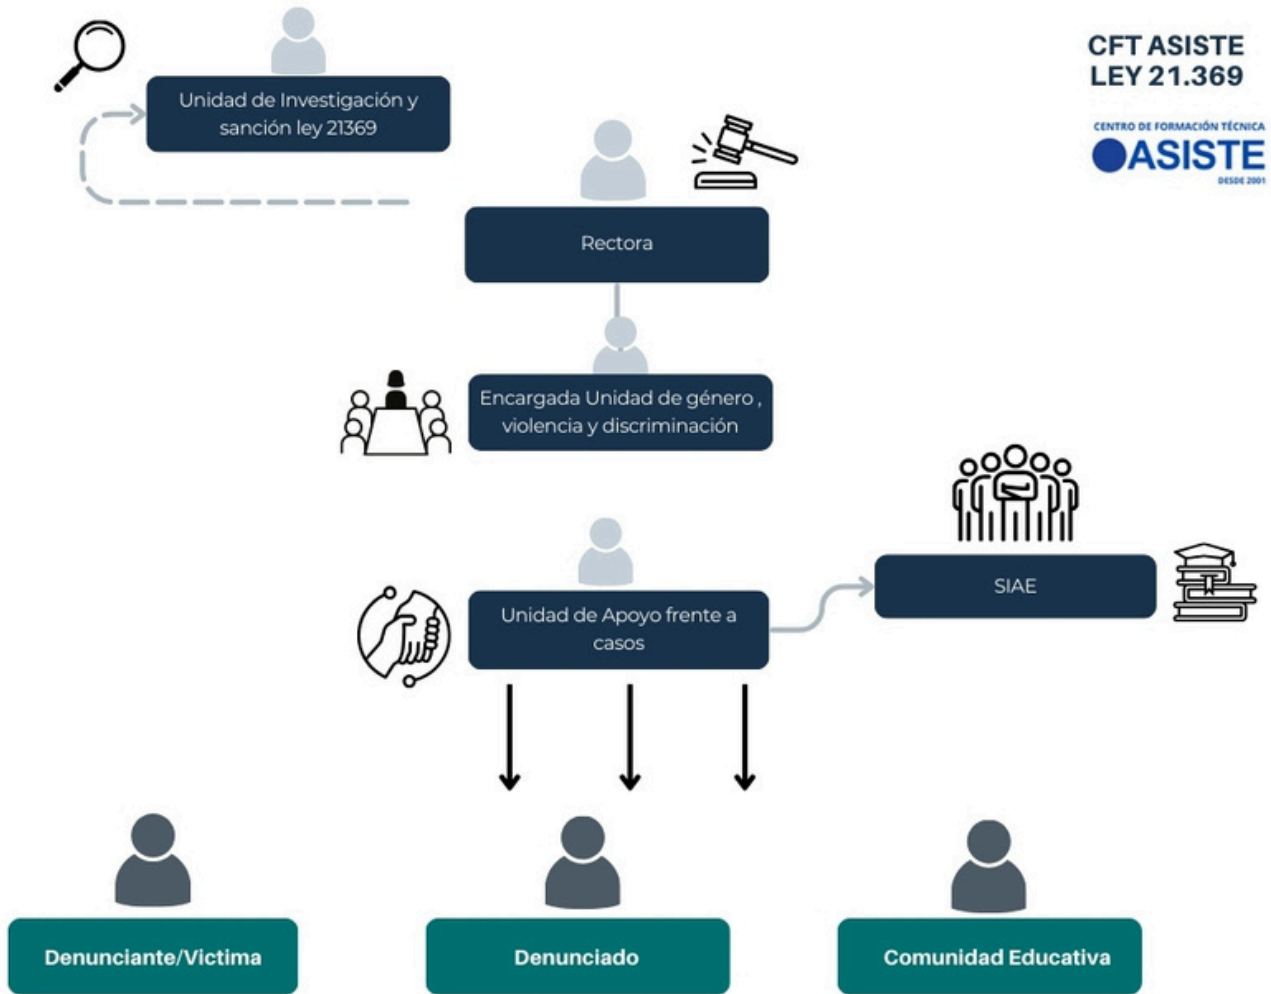 CFT ASISTE
LEY 21.369
CENTRO DE FORMACIÓN TÉCNICA
ASISTE
DESDE 2001
Unidad de Investigación y
sanción ley 21369
Rectora
Encargada Unidad de género ,
violencia y discriminación
SIAE
Unidad de Apoyo frente a
casos
Denunciante/Victima
Denunciado
Comunidad Educativa